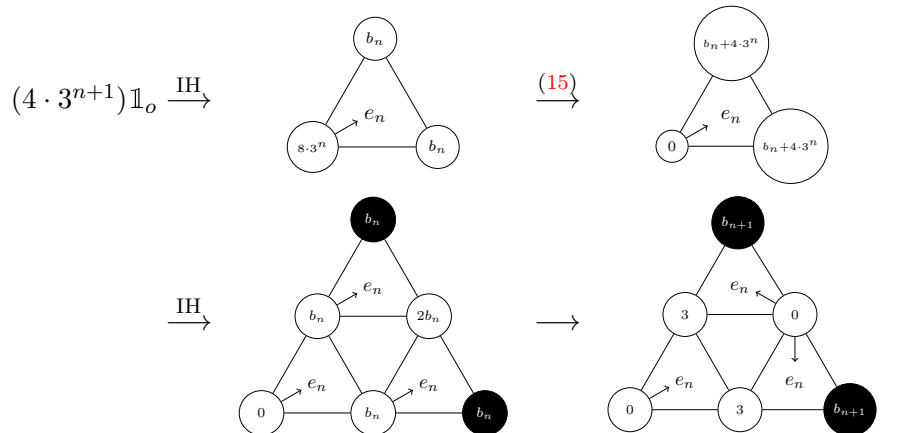 b_n b_n+4·3^n
(4 · 3^{n+1})𝟙_o IH e_n (15) e_n
8·3^n b_n 0 b_n+4·3^n
b_n b_{n+1}
e_n e_n
IH b_n 2b_n 3 0
e_n e_n e_n e_n
0 b_n b_n 0 3 b_{n+1}